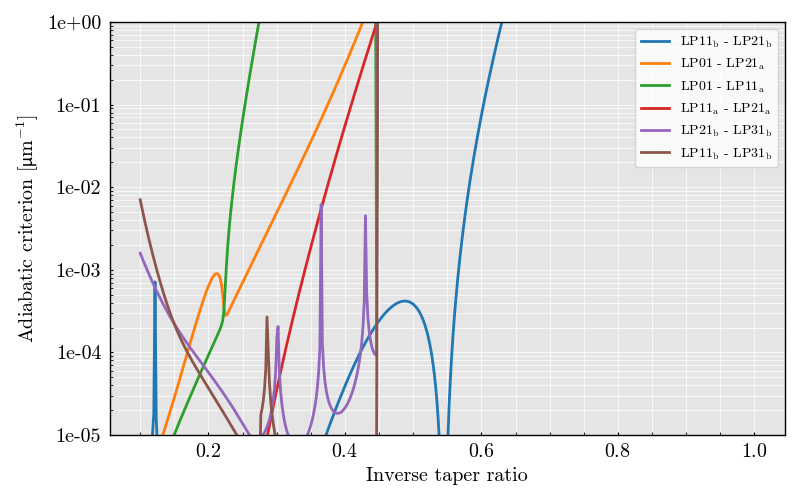 1e+00
1e-01
1e-02
1e-03
1e-04
1e-05
Adiabatic criterion [µm⁻¹]
0.2 0.4 0.6 0.8 1.0
Inverse taper ratio
LP11b - LP21b
LP01 - LP21a
LP01 - LP11a
LP11a - LP21a
LP21b - LP31b
LP11b - LP31b